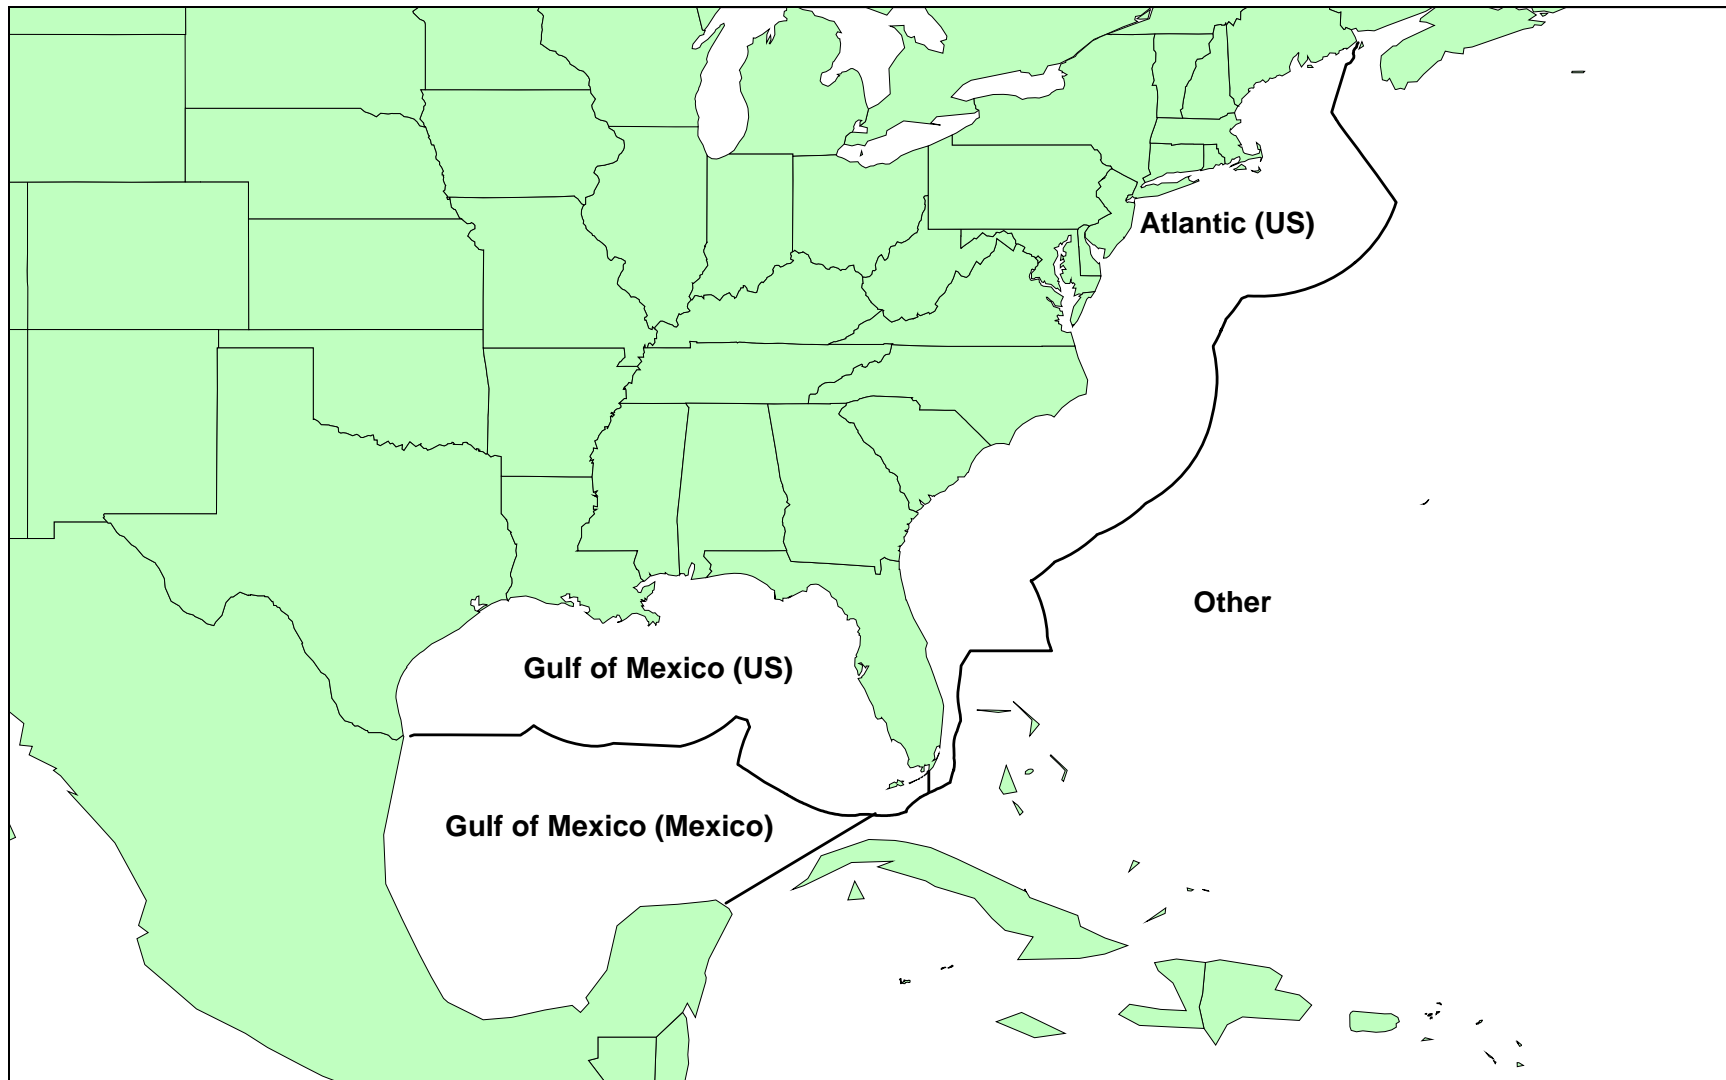 Atlantic (US)
Other
Gulf of Mexico (US)
Gulf of Mexico (Mexico)